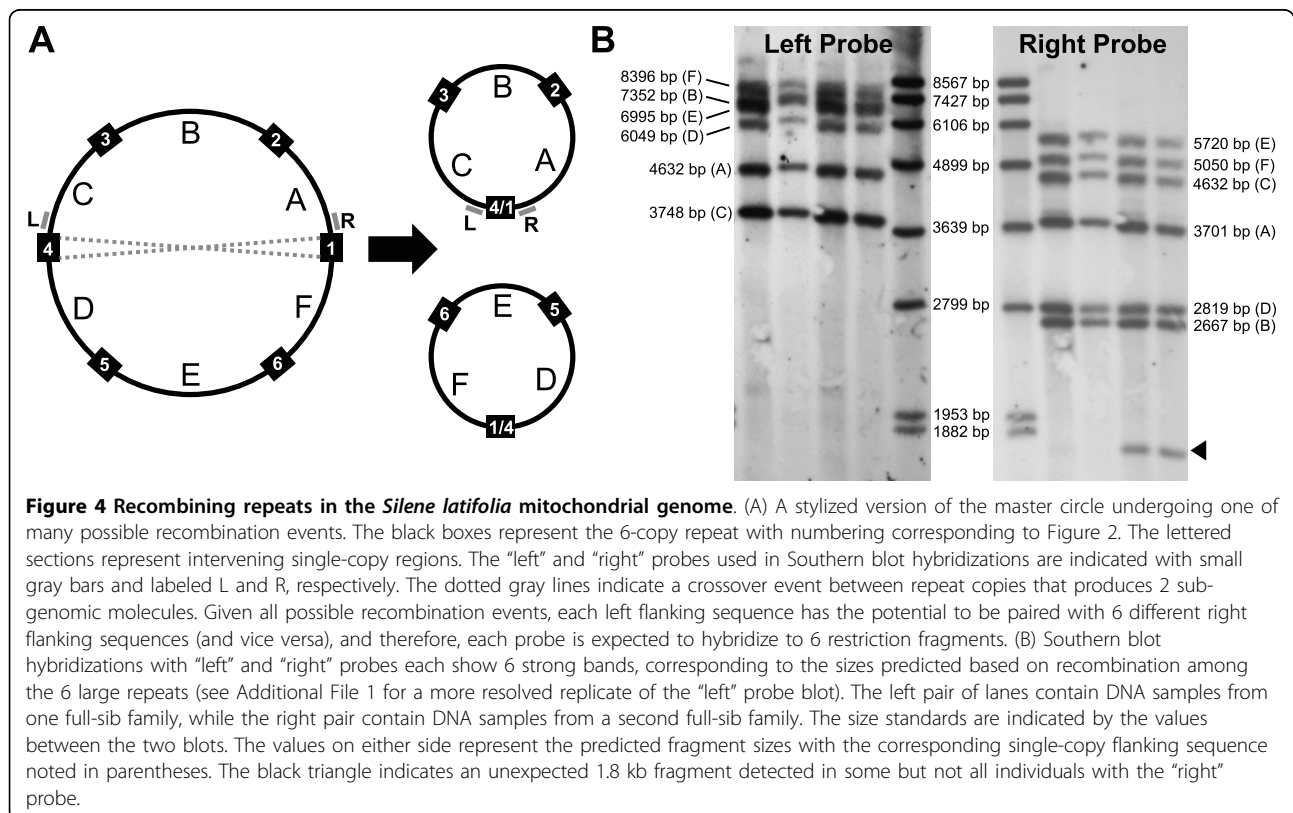 A
B
3
B
2
C
A
L
R
4
1
D
F
5
6
E
B
3
2
C
A
4/1
L
R
E
6
5
F
D
1/4
Left Probe
8396 bp (F)
7352 bp (B)
6995 bp (E)
6049 bp (D)
4632 bp (A)
3748 bp (C)
8567 bp
7427 bp
6106 bp
4899 bp
3639 bp
2799 bp
1953 bp
1882 bp
Right Probe
5720 bp (E)
5050 bp (F)
4632 bp (C)
3701 bp (A)
2819 bp (D)
2667 bp (B)
Figure 4 Recombining repeats in the Silene latifolia mitochondrial genome. (A) A stylized version of the master circle undergoing one of
many possible recombination events. The black boxes represent the 6-copy repeat with numbering corresponding to Figure 2. The lettered
sections represent intervening single-copy regions. The “left” and “right” probes used in Southern blot hybridizations are indicated with small
gray bars and labeled L and R, respectively. The dotted gray lines indicate a crossover event between repeat copies that produces 2 sub-
genomic molecules. Given all possible recombination events, each left flanking sequence has the potential to be paired with 6 different right
flanking sequences (and vice versa), and therefore, each probe is expected to hybridize to 6 restriction fragments. (B) Southern blot
hybridizations with “left” and “right” probes each show 6 strong bands, corresponding to the sizes predicted based on recombination among
the 6 large repeats (see Additional File 1 for a more resolved replicate of the “left” probe blot). The left pair of lanes contain DNA samples from
one full-sib family, while the right pair contain DNA samples from a second full-sib family. The size standards are indicated by the values
between the two blots. The values on either side represent the predicted fragment sizes with the corresponding single-copy flanking sequence
noted in parentheses. The black triangle indicates an unexpected 1.8 kb fragment detected in some but not all individuals with the “right”
probe.